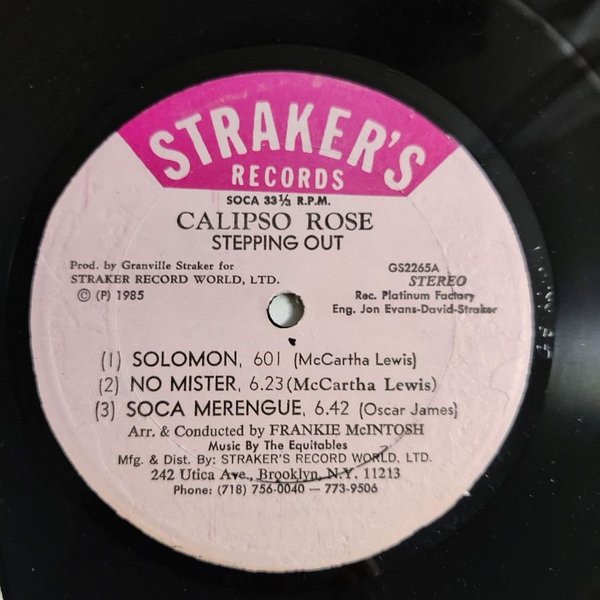 STRAKER'S
RECORDS
SOCA 33⅓ R.P.M.
CALIPSO ROSE
STEPPING OUT
Prod. by Granville Straker for
STRAKER RECORD WORLD, LTD.
© (P) 1985
GS2265A
STEREO
Rec. Platinum Factory
Eng. Jon Evans-David-Straker
(1) SOLOMON, 601 (McCartha Lewis)
(2) NO MISTER, 6.23 (McCartha Lewis)
(3) SOCA MERENGUE, 6.42 (Oscar James)
Arr. & Conducted by FRANKIE McINTOSH
Music By The Equitables
Mfg. & Dist. By: STRAKER'S RECORD WORLD, LTD.
242 Utica Ave., Brooklyn, N.Y. 11213
Phone: (718) 756-0040 — 773-9506